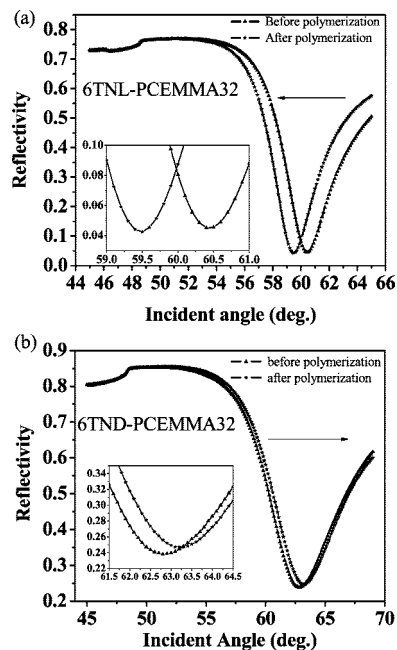 (a)
Before polymerization
After polymerization
6TNL-PCEMMA32
Reflectivity
0.8
0.7
0.6
0.5
0.4
0.3
0.2
0.1
0.0
0.10
0.08
0.06
0.04
59.0 59.5 60.0 60.5 61.0
44 46 48 50 52 54 56 58 60 62 64 66
Incident angle (deg.)
(b)
before polymerization
after polymerization
6TND-PCEMMA32
Reflectivity
0.9
0.8
0.7
0.6
0.5
0.4
0.3
0.2
0.34
0.32
0.30
0.28
0.26
0.24
0.22
61.5 62.0 62.5 63.0 63.5 64.0 64.5
45 50 55 60 65 70
Incident Angle (deg.)